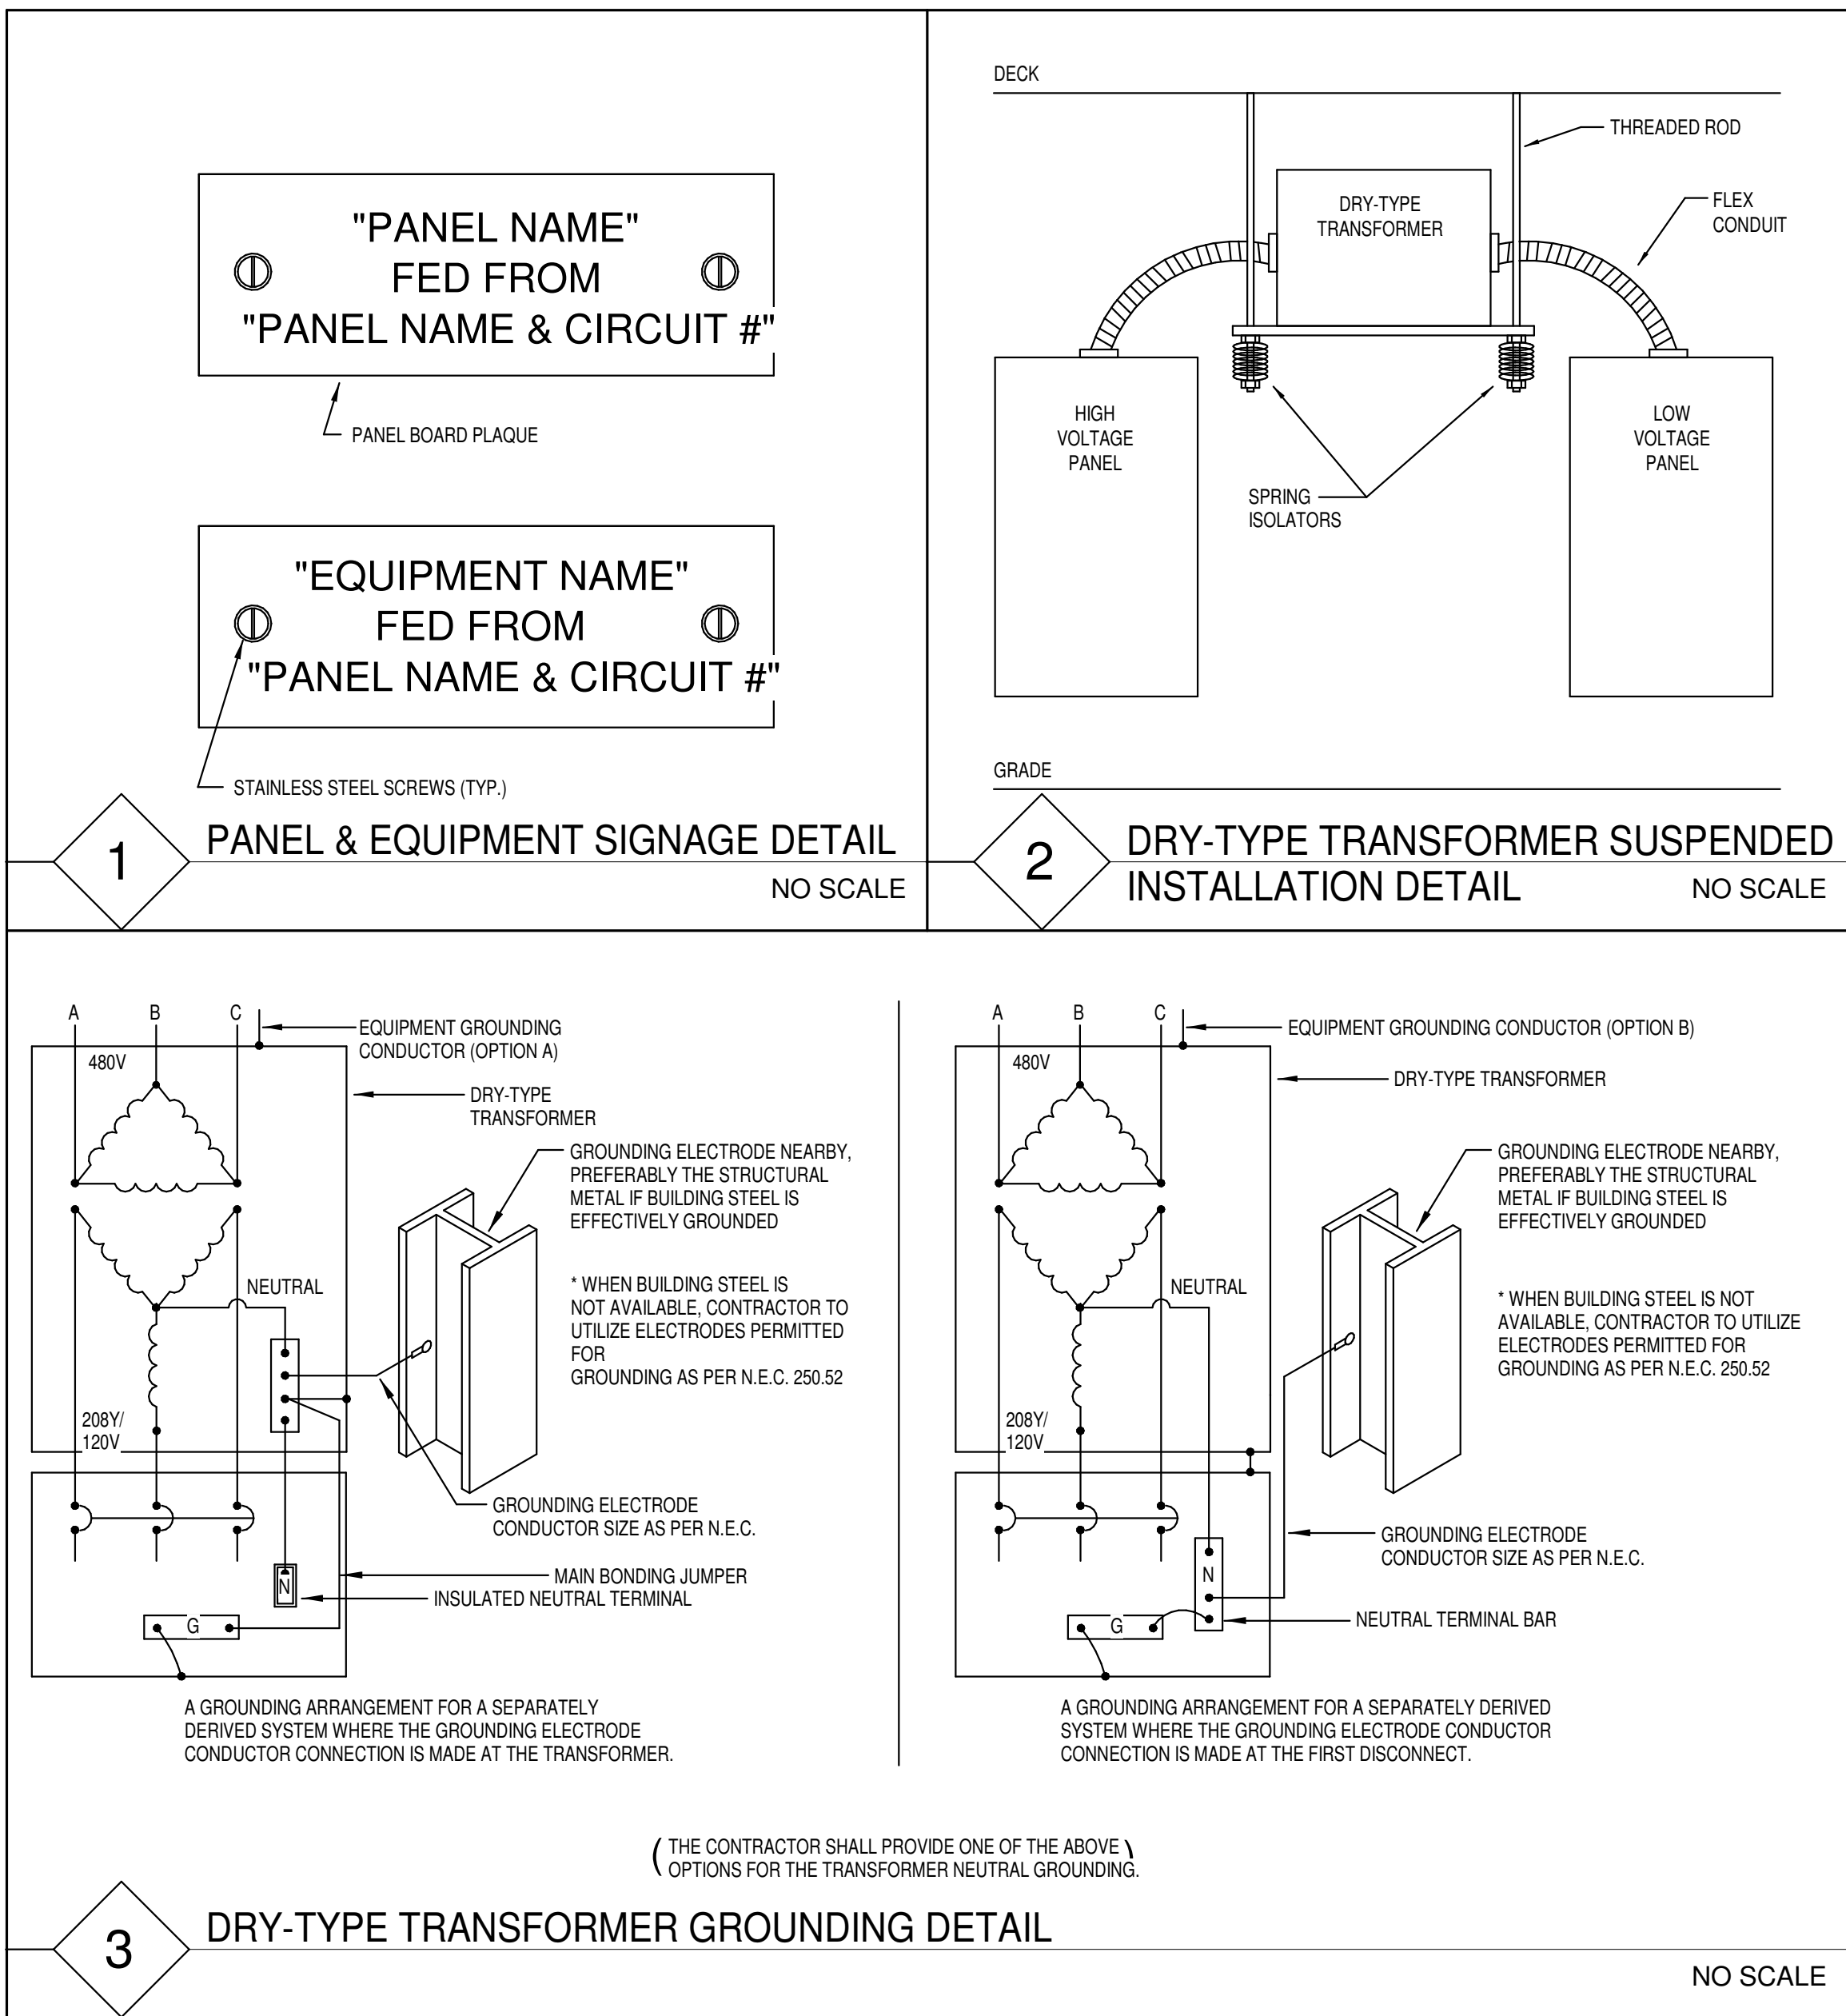 "PANEL NAME"
FED FROM
"PANEL NAME & CIRCUIT #"
PANEL BOARD PLAQUE
"EQUIPMENT NAME"
FED FROM
"PANEL NAME & CIRCUIT #"
STAINLESS STEEL SCREWS (TYP.)
1
PANEL & EQUIPMENT SIGNAGE DETAIL
NO SCALE
DECK
THREADED ROD
DRY-TYPE
TRANSFORMER
FLEX
CONDUIT
HIGH
VOLTAGE
PANEL
LOW
VOLTAGE
PANEL
SPRING
ISOLATORS
GRADE
2
DRY-TYPE TRANSFORMER SUSPENDED
INSTALLATION DETAIL
NO SCALE
A
B
C
EQUIPMENT GROUNDING
CONDUCTOR (OPTION A)
480V
DRY-TYPE
TRANSFORMER
GROUNDING ELECTRODE NEARBY,
PREFERABLY THE STRUCTURAL
METAL IF BUILDING STEEL IS
EFFECTIVELY GROUNDED
NEUTRAL
* WHEN BUILDING STEEL IS
NOT AVAILABLE, CONTRACTOR TO
UTILIZE ELECTRODES PERMITTED
FOR
GROUNDING AS PER N.E.C. 250.52
208Y/
120V
GROUNDING ELECTRODE
CONDUCTOR SIZE AS PER N.E.C.
MAIN BONDING JUMPER
N
INSULATED NEUTRAL TERMINAL
G
A GROUNDING ARRANGEMENT FOR A SEPARATELY
DERIVED SYSTEM WHERE THE GROUNDING ELECTRODE
CONDUCTOR CONNECTION IS MADE AT THE TRANSFORMER.
A
B
C
EQUIPMENT GROUNDING CONDUCTOR (OPTION B)
480V
DRY-TYPE TRANSFORMER
GROUNDING ELECTRODE NEARBY,
PREFERABLY THE STRUCTURAL
METAL IF BUILDING STEEL IS
EFFECTIVELY GROUNDED
NEUTRAL
* WHEN BUILDING STEEL IS NOT
AVAILABLE, CONTRACTOR TO UTILIZE
ELECTRODES PERMITTED FOR
GROUNDING AS PER N.E.C. 250.52
208Y/
120V
GROUNDING ELECTRODE
CONDUCTOR SIZE AS PER N.E.C.
N
NEUTRAL TERMINAL BAR
G
A GROUNDING ARRANGEMENT FOR A SEPARATELY DERIVED
SYSTEM WHERE THE GROUNDING ELECTRODE CONDUCTOR
CONNECTION IS MADE AT THE FIRST DISCONNECT.
( THE CONTRACTOR SHALL PROVIDE ONE OF THE ABOVE )
OPTIONS FOR THE TRANSFORMER NEUTRAL GROUNDING.
3
DRY-TYPE TRANSFORMER GROUNDING DETAIL
NO SCALE